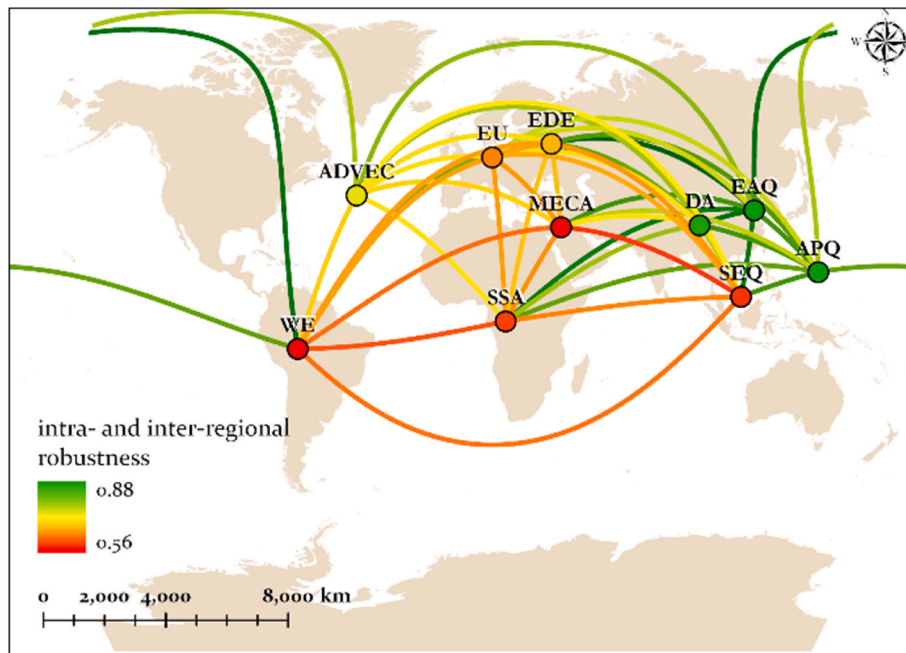 N
W
E
S
EDE
EU
ADVEC
MECA
DA
EAQ
APQ
SEQ
SSA
WE
intra- and inter-regional
robustness
0.88
0.56
0 2,000 4,000 8,000 km